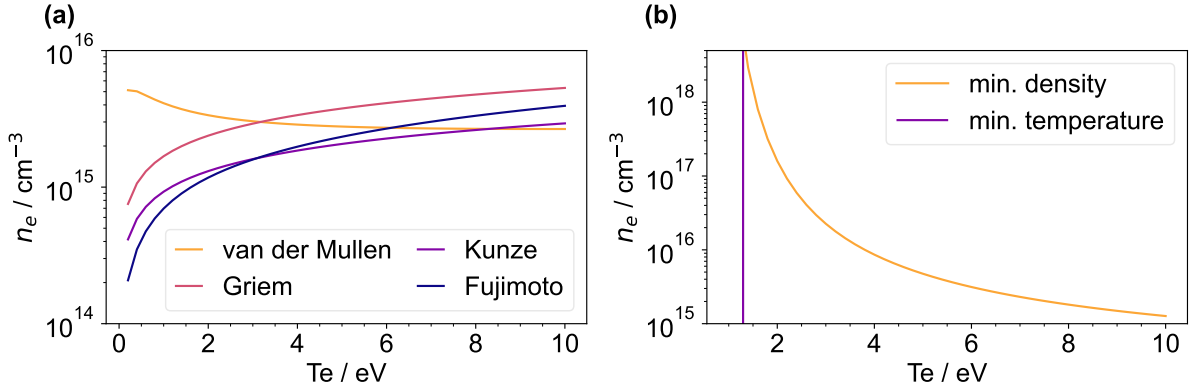 (a)
10^16
10^15
10^14
n_e / cm^−3
van der Mullen
Griem
Kunze
Fujimoto
0 2 4 6 8 10
Te / eV
(b)
10^18
10^17
10^16
10^15
n_e / cm^−3
min. density
min. temperature
2 4 6 8 10
Te / eV